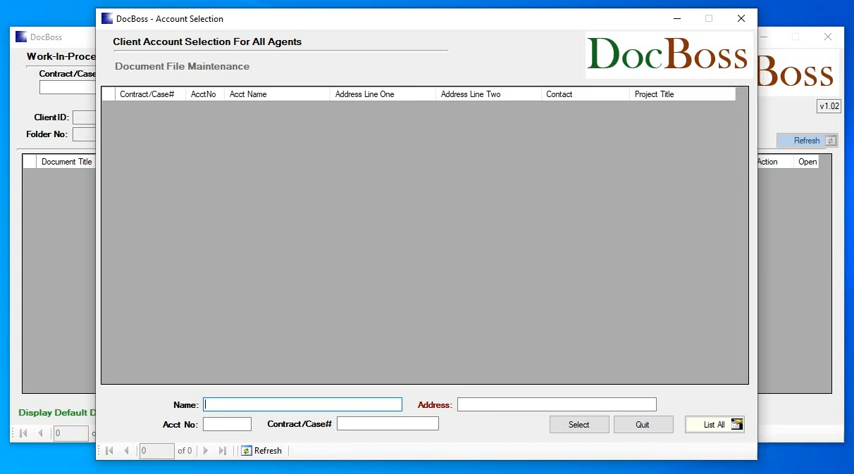 DocBoss - Account Selection
Client Account Selection For All Agents
Document File Maintenance
DocBoss
Contract/Case# AcctNo Acct Name Address Line One Address Line Two Contact Project Title
Name: Address:
Acct No: Contract/Case#
Select Quit List All
0 of 0 Refresh
DocBoss
Work-In-Proce
Contract/Case
ClientID:
Folder No:
Document Title
Display Default D
0 o
Boss
v1.02
Refresh
Action Open